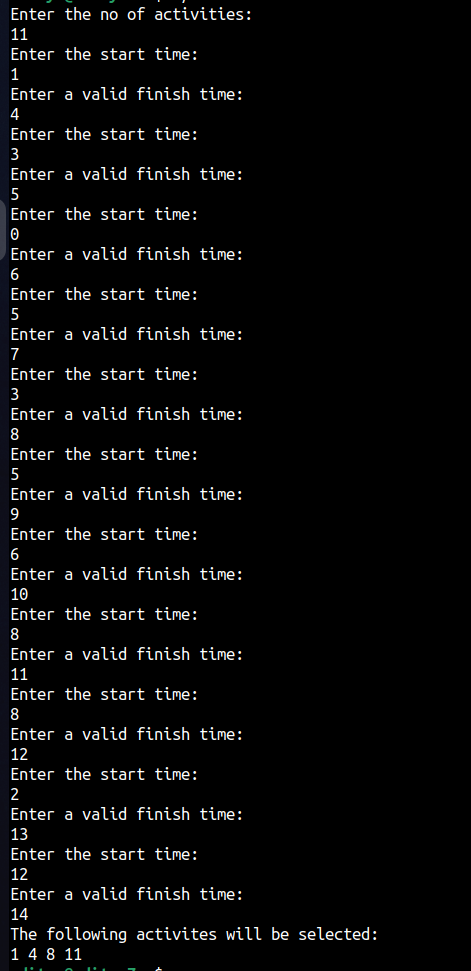 Enter the no of activities:
11
Enter the start time:
1
Enter a valid finish time:
4
Enter the start time:
3
Enter a valid finish time:
5
Enter the start time:
0
Enter a valid finish time:
6
Enter the start time:
5
Enter a valid finish time:
7
Enter the start time:
3
Enter a valid finish time:
8
Enter the start time:
5
Enter a valid finish time:
9
Enter the start time:
6
Enter a valid finish time:
10
Enter the start time:
8
Enter a valid finish time:
11
Enter the start time:
8
Enter a valid finish time:
12
Enter the start time:
2
Enter a valid finish time:
13
Enter the start time:
12
Enter a valid finish time:
14
The following activites will be selected:
1 4 8 11